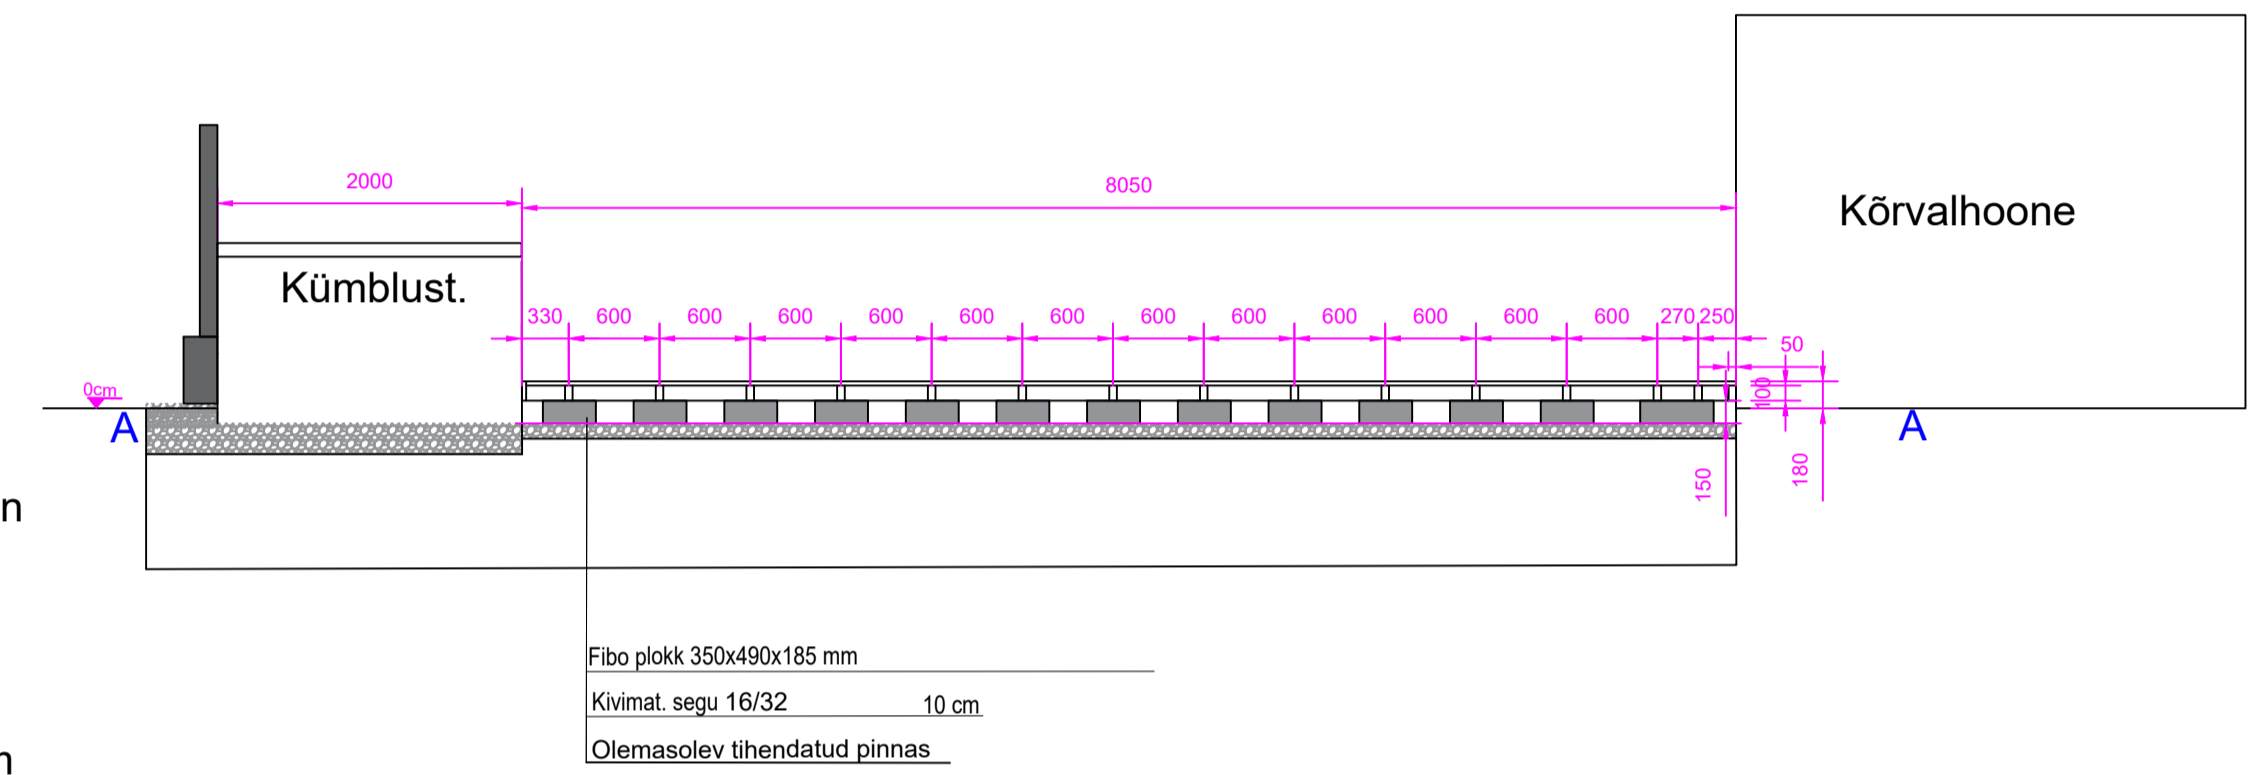 2000
8050
Kõrvalhoone
Kümblust.
330 600 600 600 600 600 600 600 600 600 600 600 600 270 250
50
100
0cm
A
A
150
180
n
Fibo plokk 350x490x185 mm
Kivimat. segu 16/32 10 cm
Olemasolev tihendatud pinnas